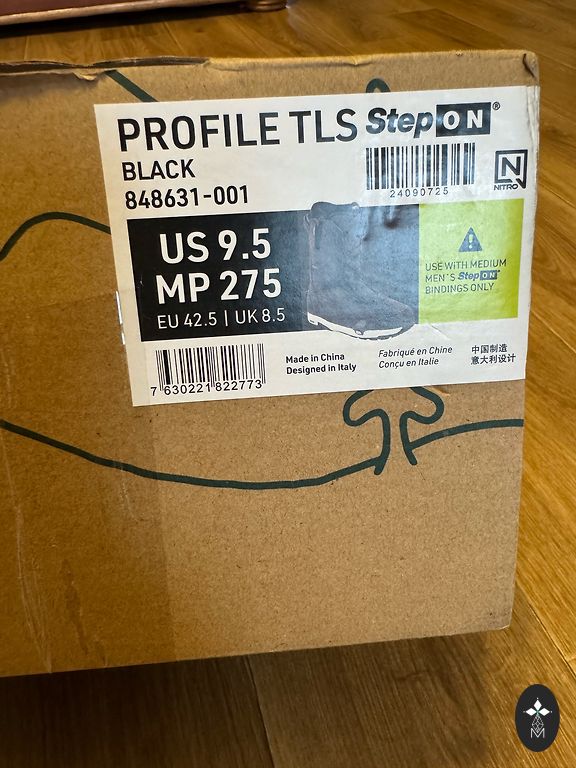 PROFILE TLS Step ON®
BLACK
848631-001
24090725
NITRO
US 9.5
MP 275
EU 42.5 | UK 8.5
USE WiTH MEDIUM
MEN´S Step ON®
BINDINGS ONLY
7 630221 822773
Made in China
Designed in Italy
Fabriqué en Chine
Conçu en Italie
中国制造
意大利设计
M